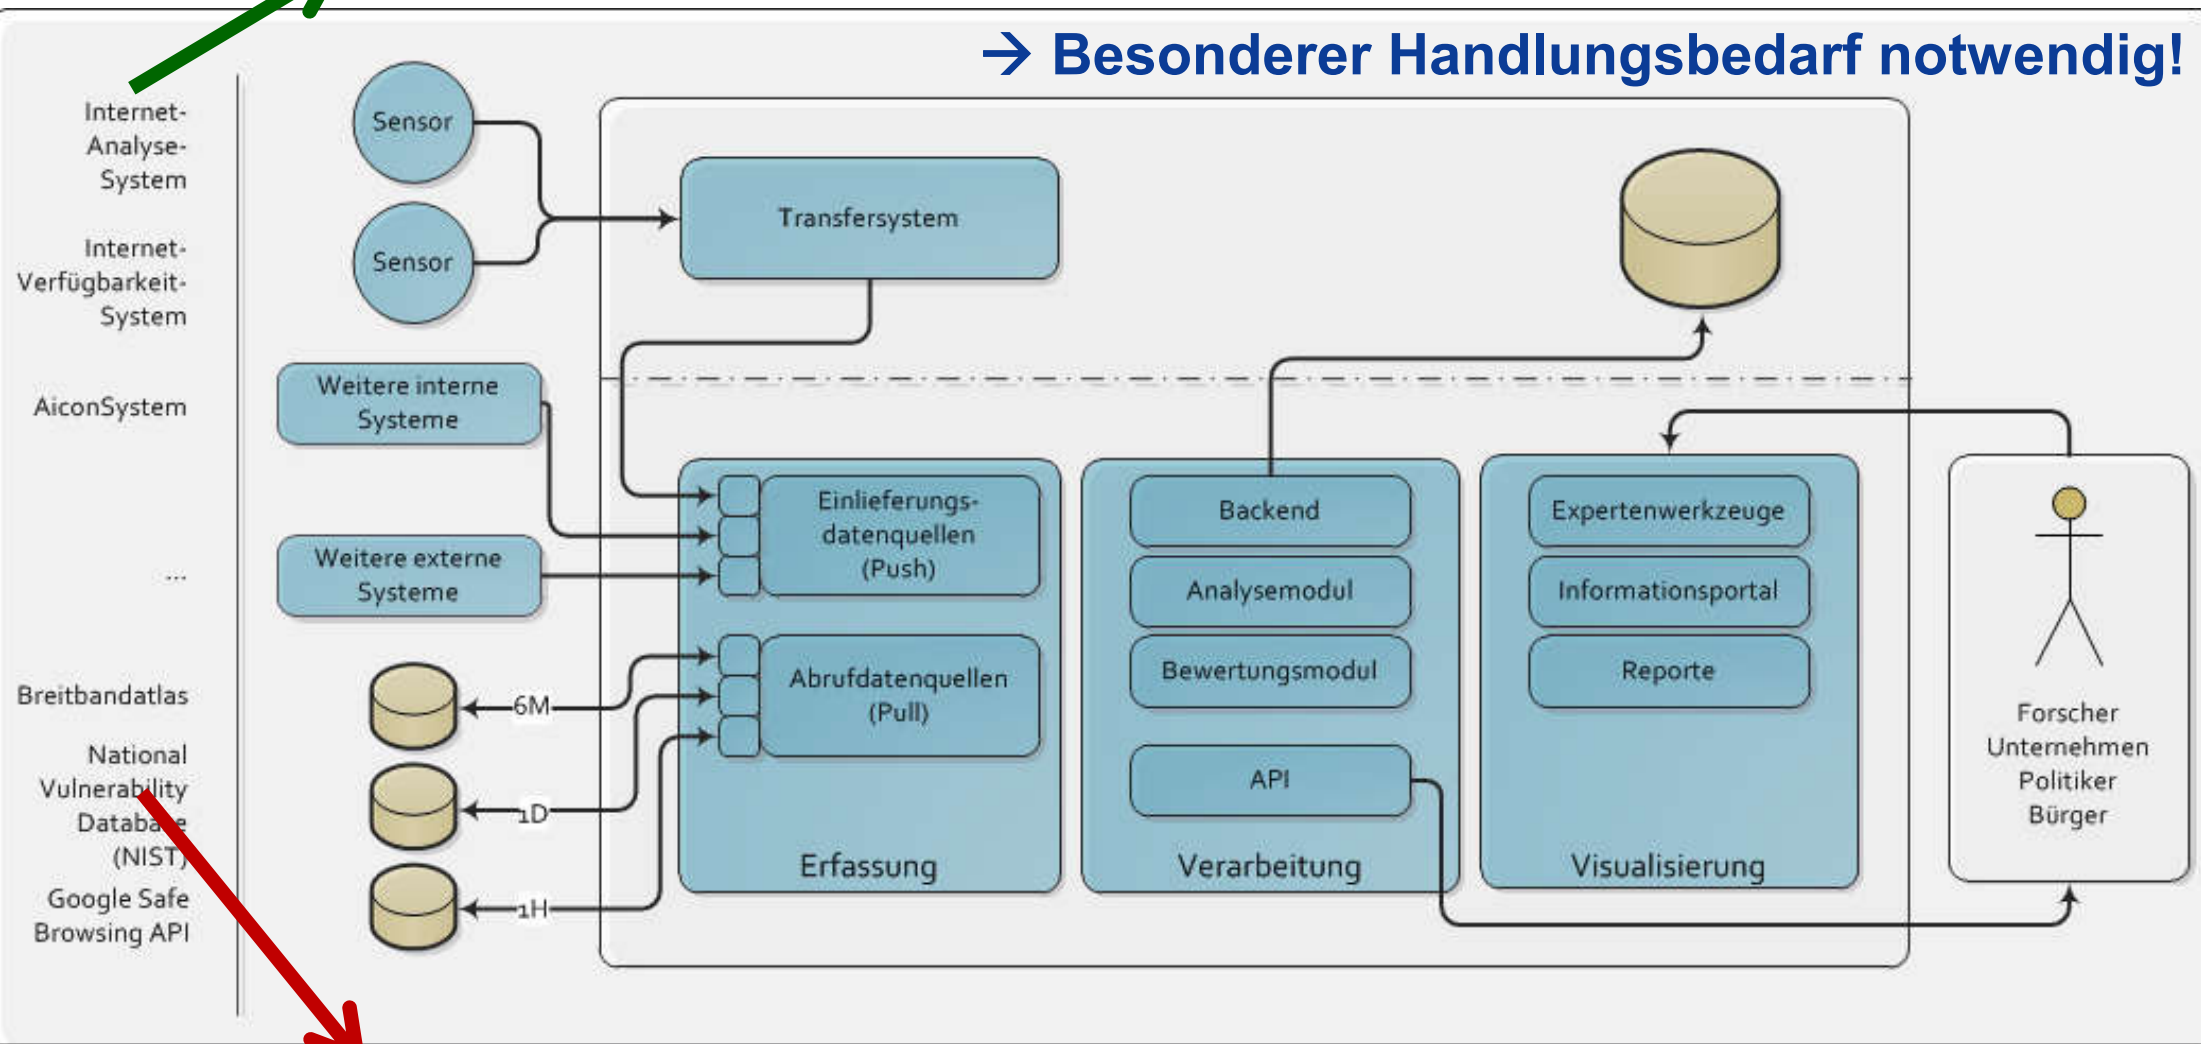 → Besonderer Handlungsbedarf notwendig!
Internet-
Analyse-
System
Internet-
Verfügbarkeit-
System
AiconSystem
...
Breitbandatlas
National
Vulnerability
Database
(NIST)
Google Safe
Browsing API
Sensor
Sensor
Weitere interne
Systeme
Weitere externe
Systeme
6M
1D
1H
Transfersystem
Einlieferungs-
datenquellen
(Push)
Abrufdatenquellen
(Pull)
Erfassung
Backend
Analysemodul
Bewertungsmodul
API
Verarbeitung
Expertenwerkzeuge
Informationsportal
Reporte
Visualisierung
Forscher
Unternehmen
Politiker
Bürger